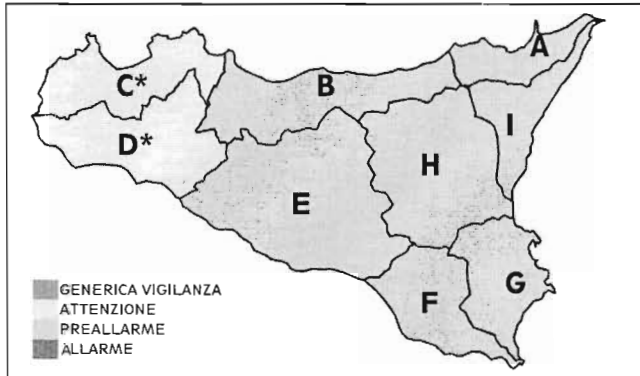 A
B
C*
I
D*
H
E
G
F
GENERICA VIGILANZA
ATTENZIONE
PREALLARME
ALLARME